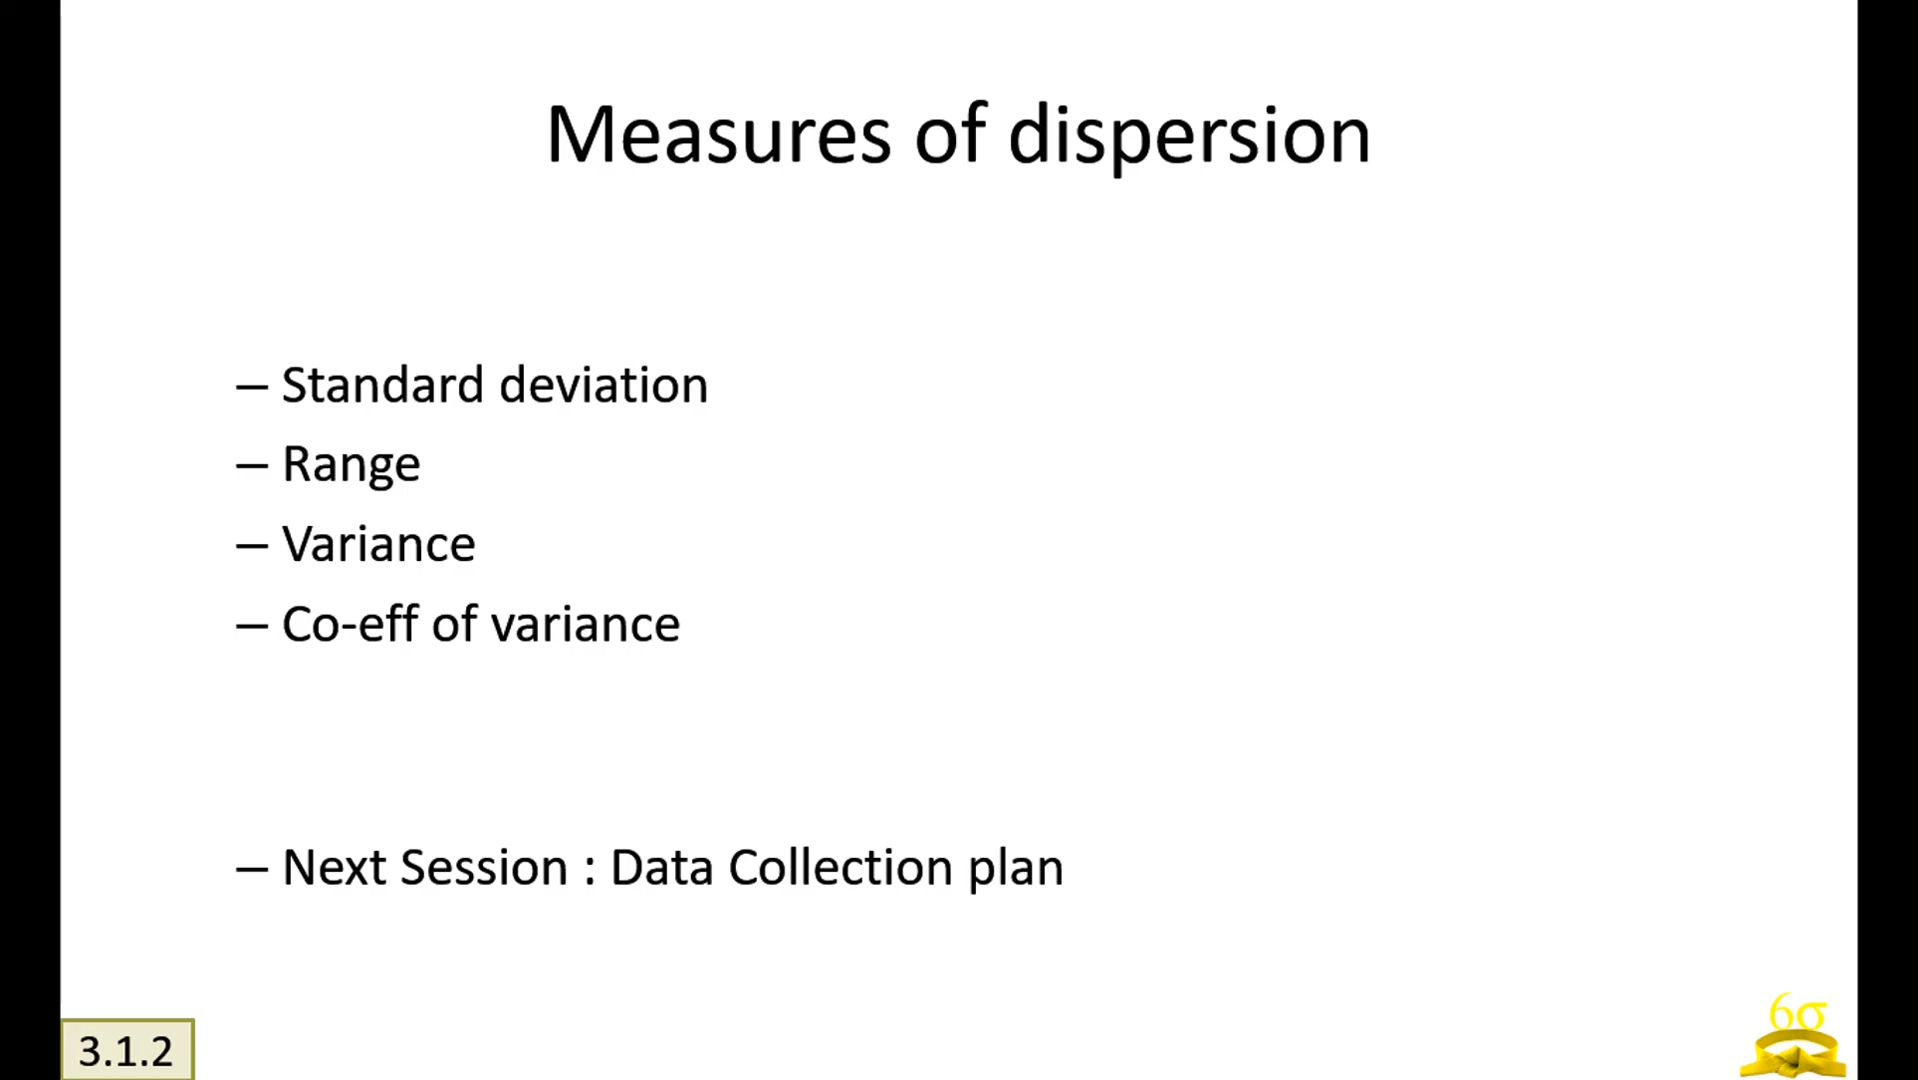 Measures of dispersion
– Standard deviation
– Range
– Variance
– Co-eff of variance
– Next Session : Data Collection plan
3.1.2
6σ